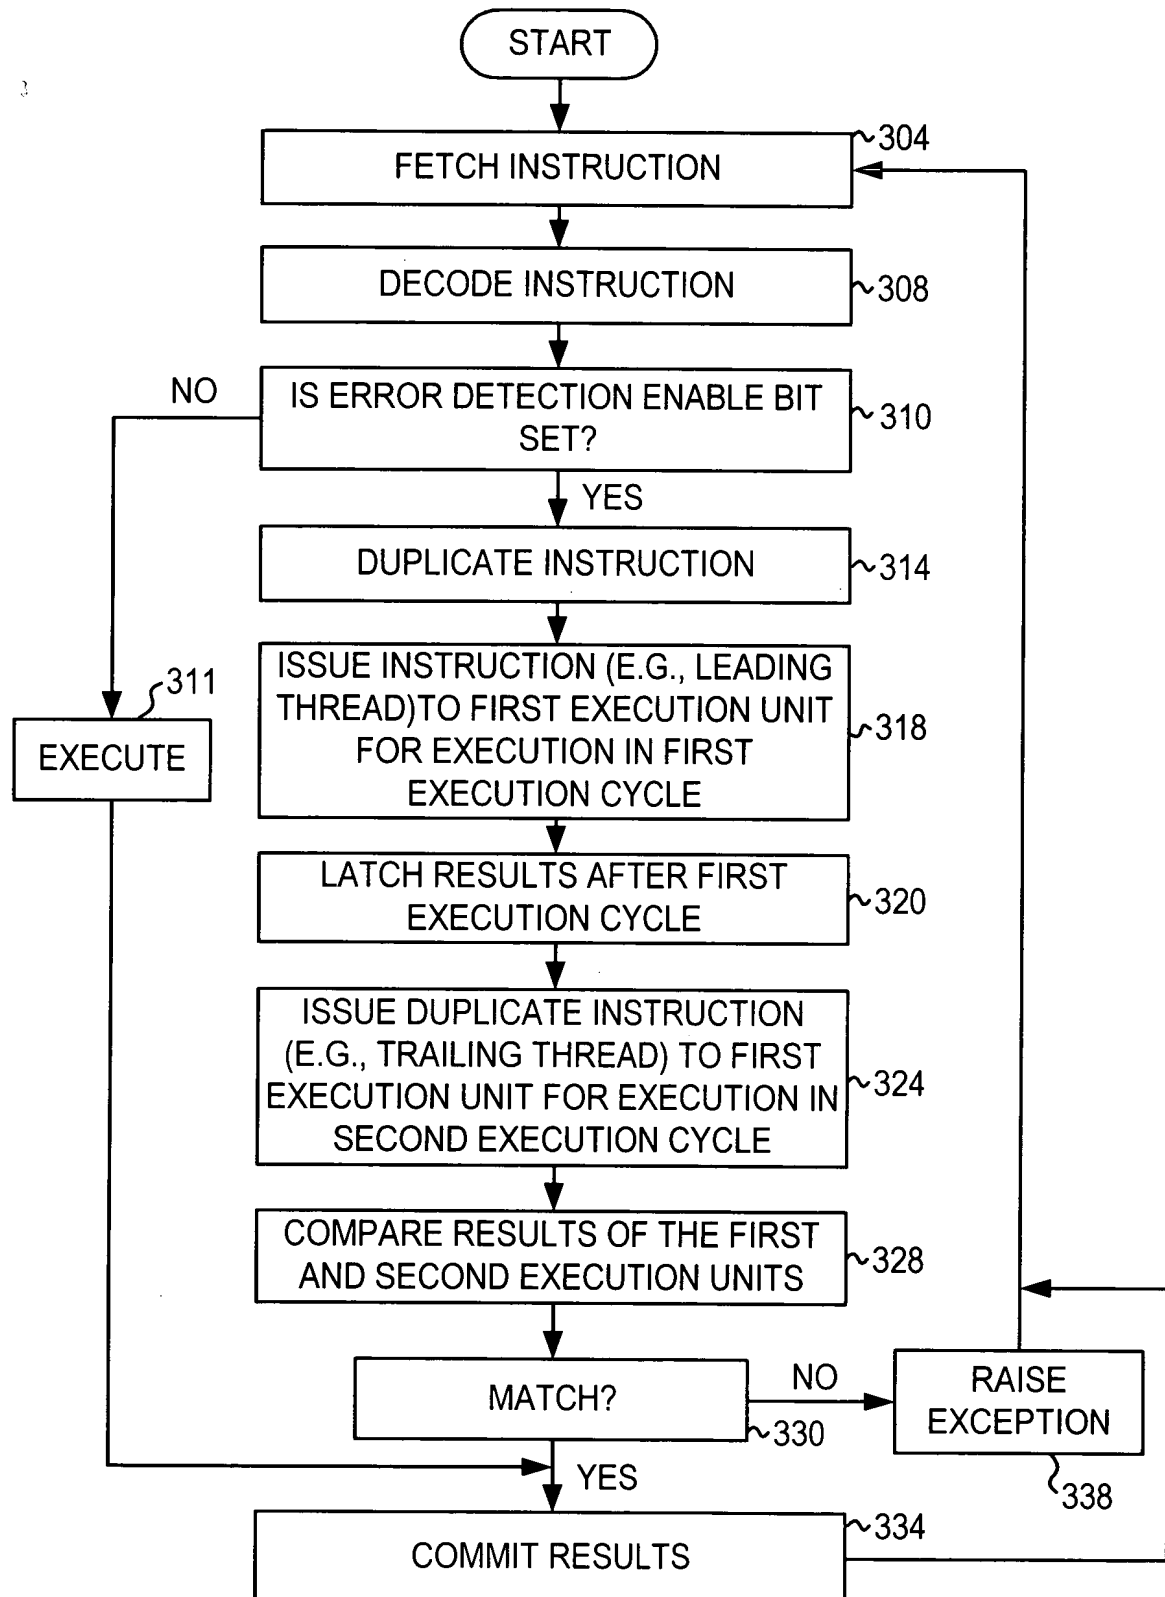 START
304
FETCH INSTRUCTION
DECODE INSTRUCTION
308
NO
IS ERROR DETECTION ENABLE BIT
SET?
310
YES
DUPLICATE INSTRUCTION
314
311
EXECUTE
ISSUE INSTRUCTION (E.G., LEADING
THREAD)TO FIRST EXECUTION UNIT
FOR EXECUTION IN FIRST
EXECUTION CYCLE
318
LATCH RESULTS AFTER FIRST
EXECUTION CYCLE
320
ISSUE DUPLICATE INSTRUCTION
(E.G., TRAILING THREAD) TO FIRST
EXECUTION UNIT FOR EXECUTION IN
SECOND EXECUTION CYCLE
324
COMPARE RESULTS OF THE FIRST
AND SECOND EXECUTION UNITS
328
MATCH?
330
NO
RAISE
EXCEPTION
338
YES
334
COMMIT RESULTS